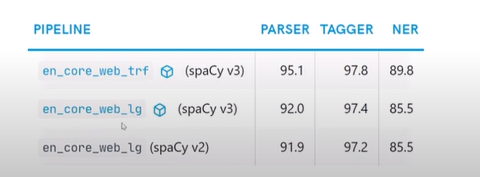 PIPELINE PARSER TAGGER NER
en_core_web_trf (spaCy v3) 95.1 97.8 89.8
en_core_web_lg (spaCy v3) 92.0 97.4 85.5
en_core_web_lg (spaCy v2) 91.9 97.2 85.5